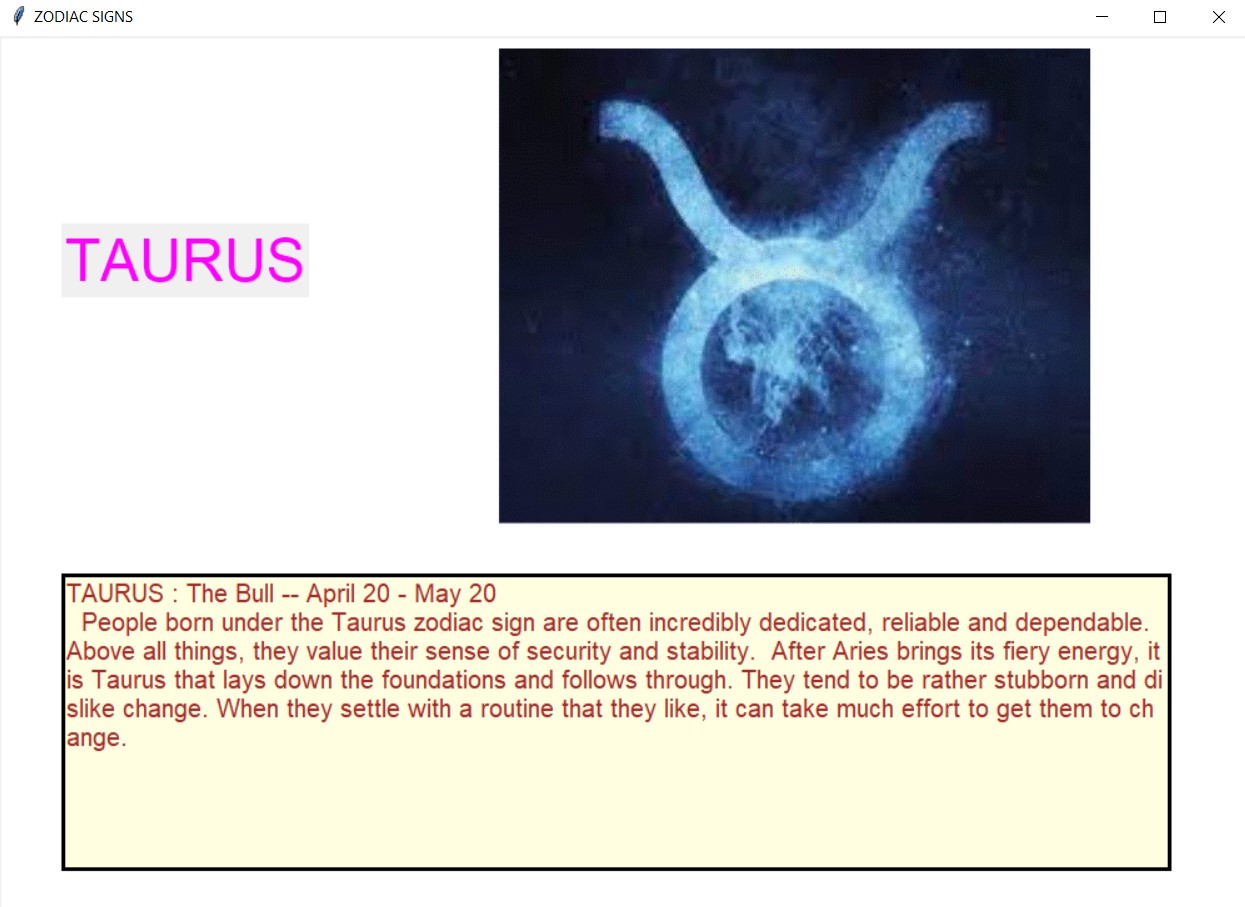 ZODIAC SIGNS
TAURUS
TAURUS : The Bull -- April 20 - May 20
People born under the Taurus zodiac sign are often incredibly dedicated, reliable and dependable.
Above all things, they value their sense of security and stability.  After Aries brings its fiery energy, it
is Taurus that lays down the foundations and follows through. They tend to be rather stubborn and di
slike change. When they settle with a routine that they like, it can take much effort to get them to ch
ange.